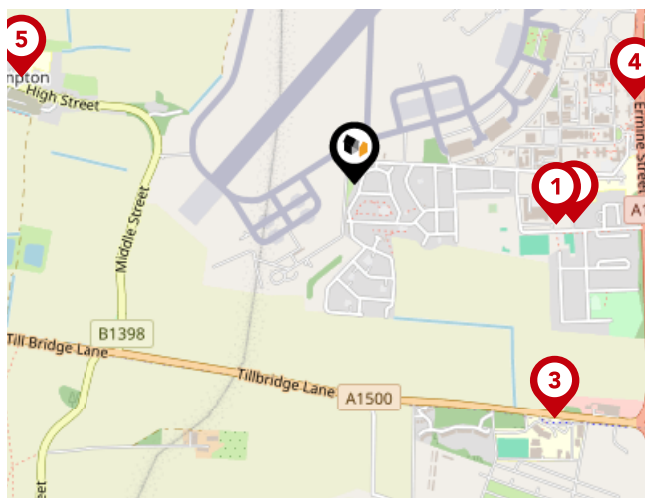 5
4
mpton
High Street
Ermine Street
1
A1
Middle Street
B1398
Till Bridge Lane
Tillbridge Lane
3
A1500